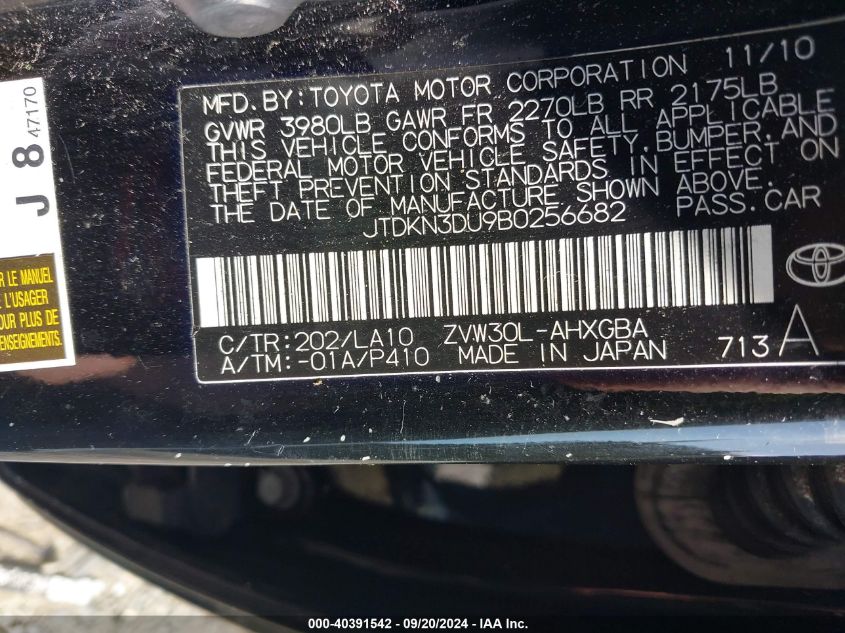 11/10
MFD. BY: TOYOTA MOTOR CORPORATION
GVWR 3980LB GAWR FR 2270LB RR 2175LB
THIS VEHICLE CONFORMS TO ALL APPLICABLE
FEDERAL MOTOR VEHICLE SAFETY, BUMPER, AND
THEFT PREVENTION STANDARDS IN EFFECT ON
THE DATE OF MANUFACTURE SHOWN ABOVE.
JTDKN3DU9B0256682 PASS. CAR
C/TR: 202/LA10 ZVW30L-AHXGBA
A/TM: -01A/P410 MADE IN JAPAN 713 A
J 8 47170
R LE MANUEL
L'USAGER
OUR PLUS DE
ENSEIGNEMENTS.
000-40391542 - 09/20/2024 - IAA, Inc.